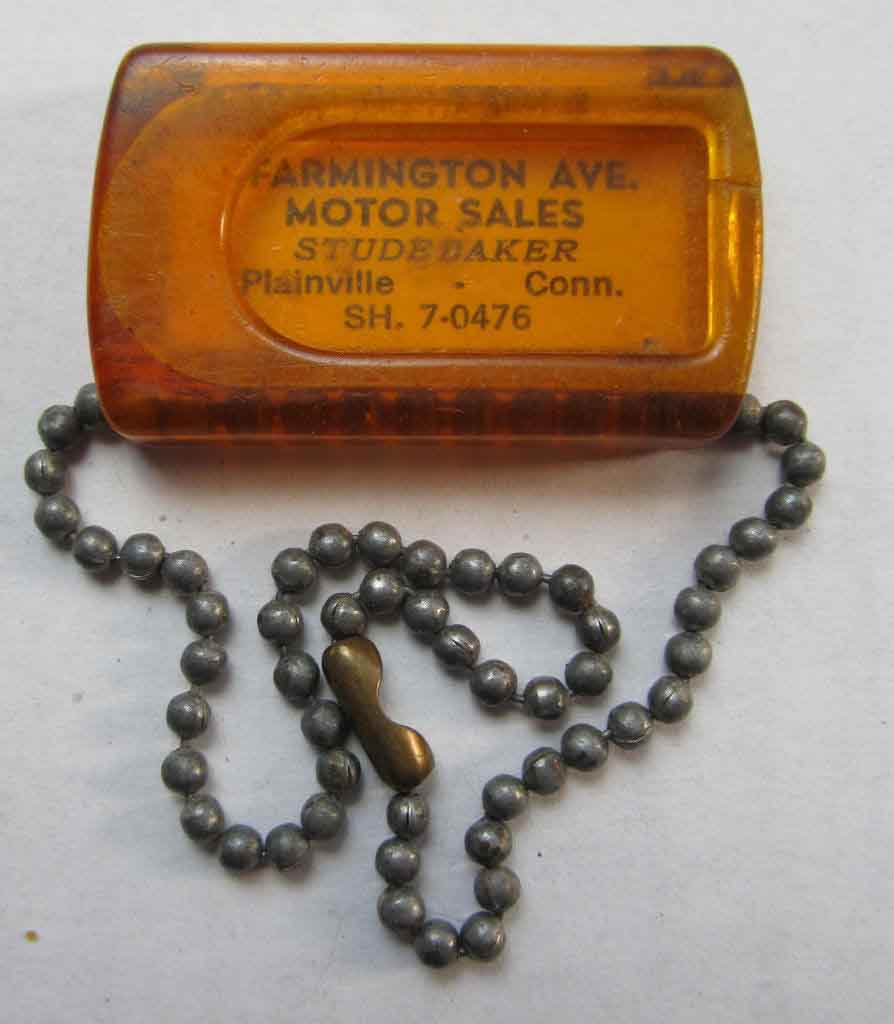 FARMINGTON AVE.
MOTOR SALES
STUDEBAKER
Plainville • Conn.
SH. 7-0476